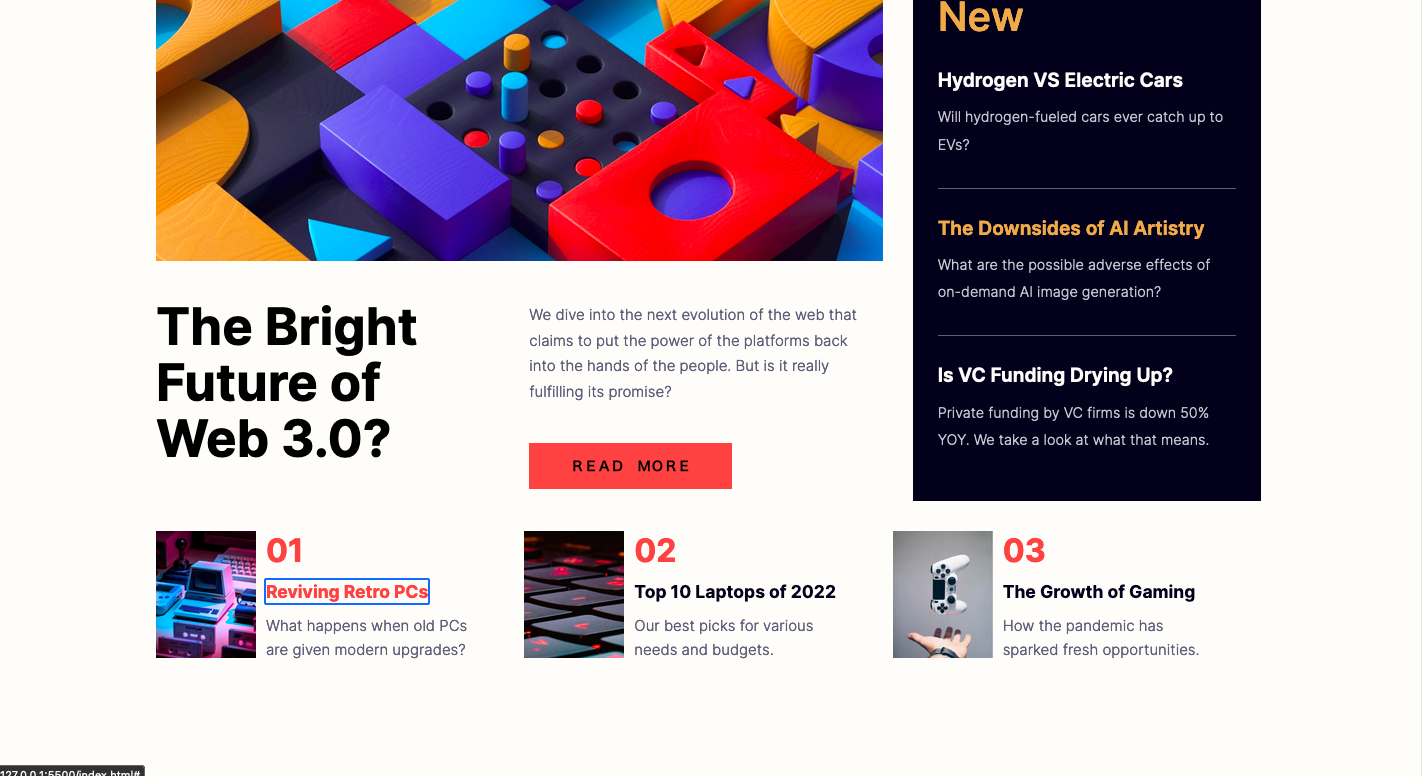 New
Hydrogen VS Electric Cars
Will hydrogen-fueled cars ever catch up to
EVs?
The Downsides of AI Artistry
What are the possible adverse effects of
on-demand AI image generation?
Is VC Funding Drying Up?
Private funding by VC firms is down 50%
YOY. We take a look at what that means.
The Bright
Future of
Web 3.0?
We dive into the next evolution of the web that
claims to put the power of the platforms back
into the hands of the people. But is it really
fulfilling its promise?
READ MORE
01
Reviving Retro PCs
What happens when old PCs
are given modern upgrades?
02
Top 10 Laptops of 2022
Our best picks for various
needs and budgets.
03
The Growth of Gaming
How the pandemic has
sparked fresh opportunities.
127.0.0.1:5500/index.html#